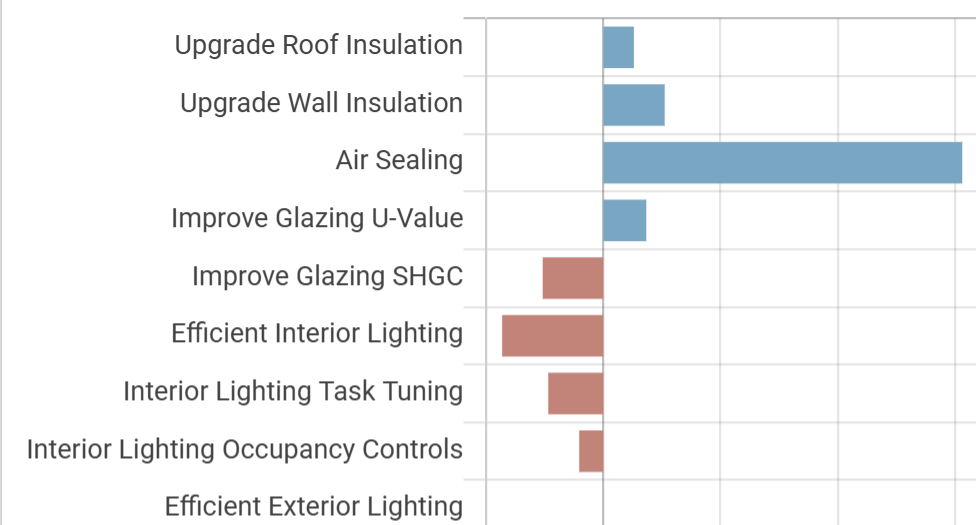 Upgrade Roof Insulation
Upgrade Wall Insulation
Air Sealing
Improve Glazing U-Value
Improve Glazing SHGC
Efficient Interior Lighting
Interior Lighting Task Tuning
Interior Lighting Occupancy Controls
Efficient Exterior Lighting